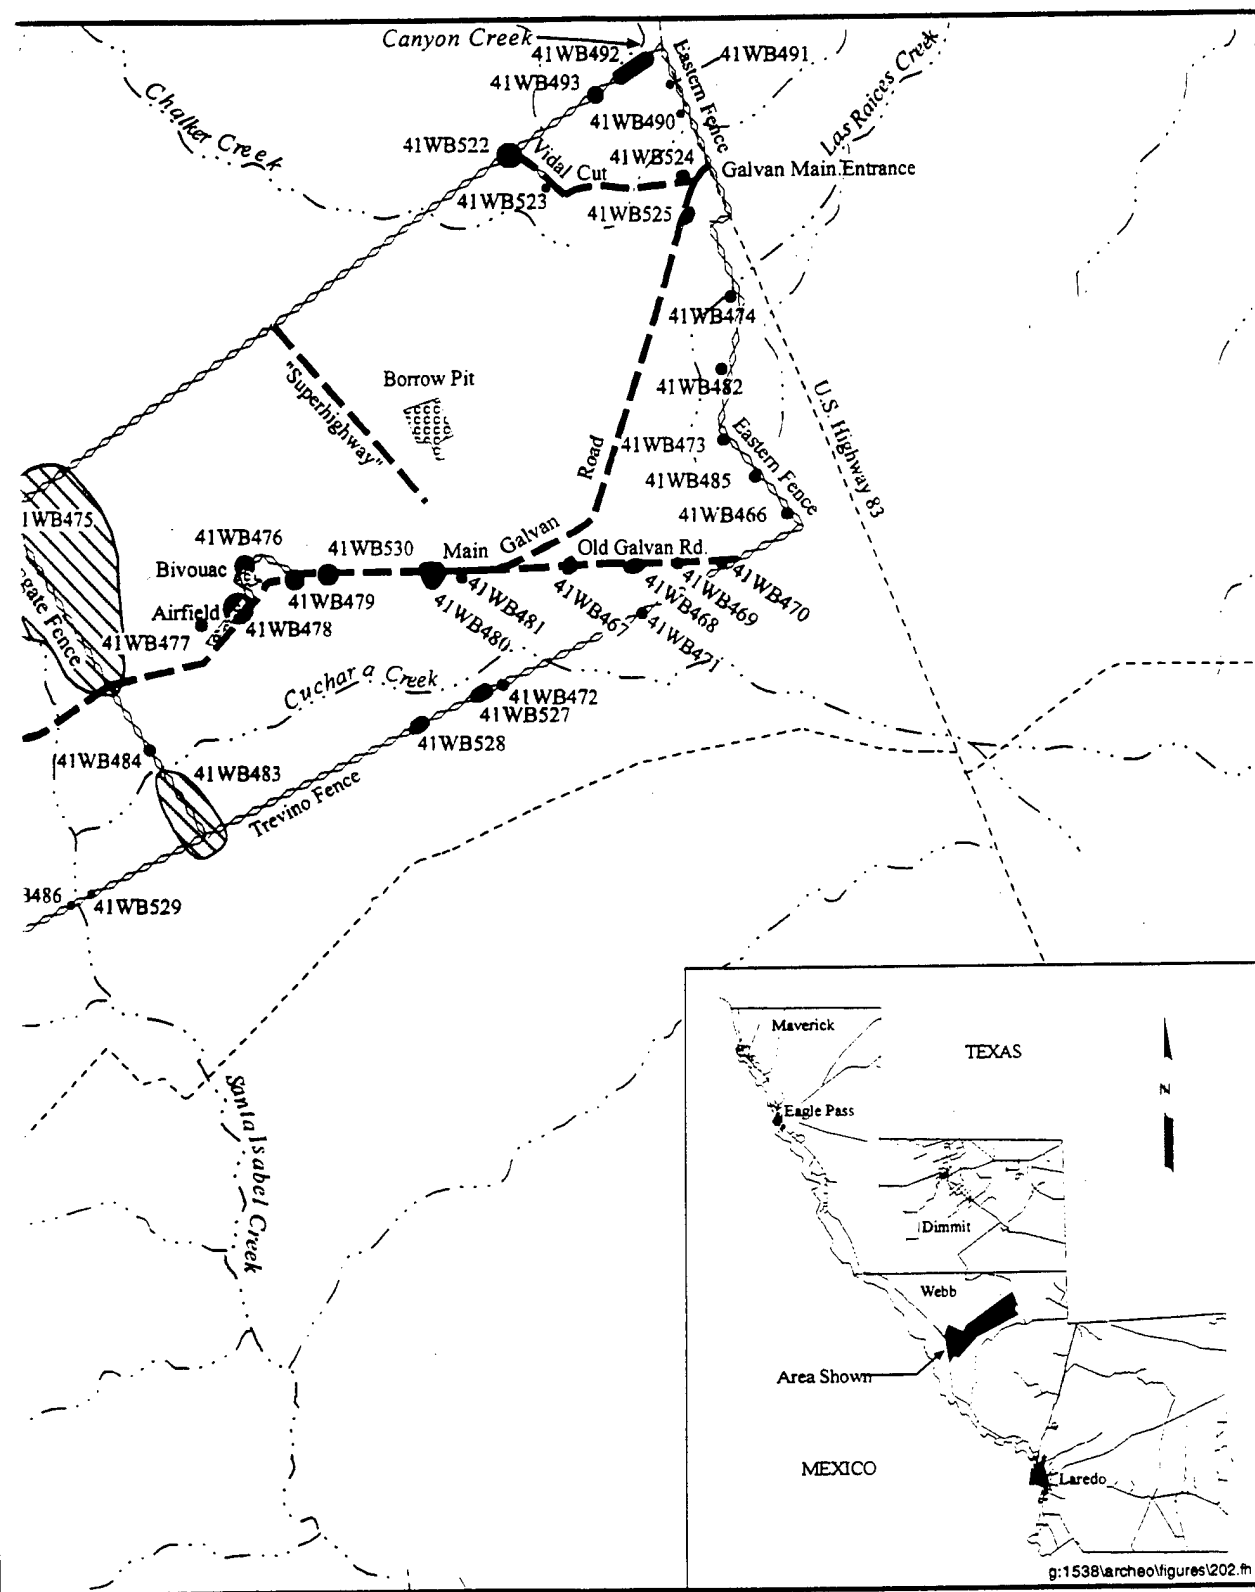 Canyon Creek
41WB492
41WB491
41WB493
Eastern Fence
Las Raices Creek
Chalker Creek
41WB490
41WB522
Vidal Cut
41WB524
Galvan Main Entrance
41WB523
41WB525
41WB474
"Superhighway"
Borrow Pit
41WB482
U.S. Highway 83
41WB473
Eastern Fence
Road
41WB485
41WB466
1WB475
41WB476
41WB530
Main
Galvan
Old Galvan Rd.
Bivouac
41WB479
41WB481
41WB467
41WB468
41WB469
41WB470
Airfield
41WB478
41WB480
41WB471
41WB477
gate Fence
Cuchara Creek
41WB472
41WB527
41WB528
41WB484
41WB483
Trevino Fence
3486
41WB529
Santa Isabel Creek
Maverick
TEXAS
N
Eagle Pass
Dimmit
Webb
Area Shown
MEXICO
Laredo
g:1538\archeo\figures\202.fh